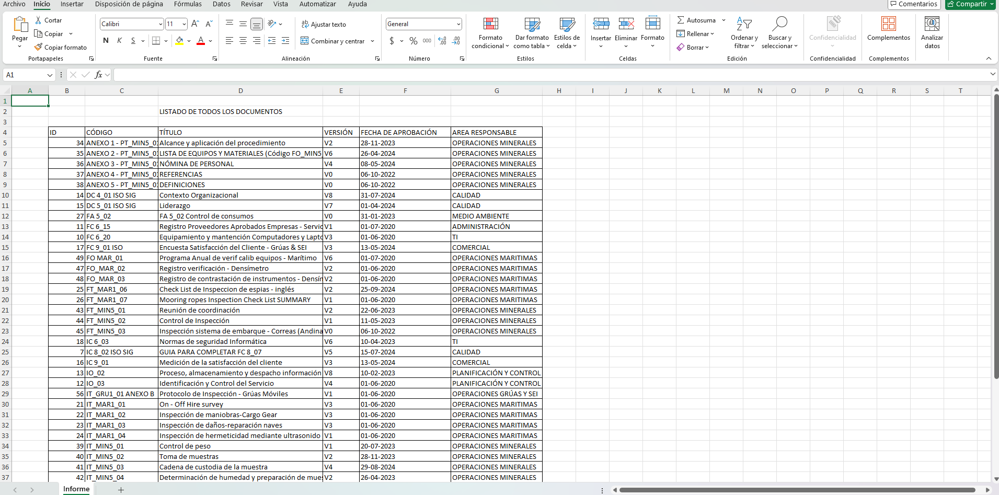 Archivo Inicio Insertar Disposición de página Fórmulas Datos Revisar Vista Automatizar Ayuda Comentarios Compartir
Pegar
Cortar
Copiar
Copiar formato
Portapapeles
Calibri 11
N K S A
Fuente
Ajustar texto
Combinar y centrar
Alineación
General
$ % 000
Número
Formato condicional
Dar formato como tabla
Estilos de celda
Estilos
Insertar
Eliminar
Formato
Celdas
Autosuma
Rellenar
Borrar
Ordenar y filtrar
Buscar y seleccionar
Edición
Confidencialidad
Confidencialidad
Complementos
Complementos
Analizar datos
A1 fx
A B C D E F G H I J K L M N O P Q R S T
1
2 LISTADO DE TODOS LOS DOCUMENTOS
3
4 ID CÓDIGO TÍTULO VERSIÓN FECHA DE APROBACIÓN AREA RESPONSABLE
5 34 ANEXO 1 - PT_MIN5_01 Alcance y aplicación del procedimiento V2 28-11-2023 OPERACIONES MINERALES
6 35 ANEXO 2 - PT_MIN5_01 LISTA DE EQUIPOS Y MATERIALES (Código FO_MIN5_ V6 26-04-2024 OPERACIONES MINERALES
7 36 ANEXO 3 - PT_MIN5_01 NÓMINA DE PERSONAL V4 08-05-2024 OPERACIONES MINERALES
8 37 ANEXO 4 - PT_MIN5_01 REFERENCIAS V0 06-10-2022 OPERACIONES MINERALES
9 38 ANEXO 5 - PT_MIN5_01 DEFINICIONES V0 06-10-2022 OPERACIONES MINERALES
10 14 DC 4_01 ISO SIG Contexto Organizacional V8 31-07-2024 CALIDAD
11 15 DC 5_01 ISO SIG Liderazgo V7 01-04-2024 CALIDAD
12 27 FA 5_02 FA 5_02 Control de consumos V0 31-01-2023 MEDIO AMBIENTE
13 11 FC 6_15 Registro Proveedores Aprobados Empresas - Servic V1 01-07-2020 ADMINISTRACIÓN
14 10 FC 6_20 Equipamiento y mantención Computadores y Lapto V3 01-06-2020 TI
15 17 FC 9_01 ISO Encuesta Satisfacción del Cliente - Grúas & SEI V3 13-05-2024 COMERCIAL
16 49 FO MAR_01 Programa Anual de verif calib equipos - Marítimo V6 01-07-2020 OPERACIONES MARITIMAS
17 47 FO_MAR_02 Registro verificación - Densímetro V2 01-06-2020 OPERACIONES MARITIMAS
18 48 FO_MAR_03 Registro de contrastación de instrumentos - Densím V2 01-06-2020 OPERACIONES MARITIMAS
19 25 FT_MAR1_06 Check List de Inspeccion de espias - inglés V2 25-09-2024 OPERACIONES MARITIMAS
20 26 FT_MAR1_07 Mooring ropes Inspection Check List SUMMARY V1 01-06-2020 OPERACIONES MARITIMAS
21 43 FT_MIN5_01 Reunión de coordinación V2 22-06-2023 OPERACIONES MINERALES
22 44 FT_MIN5_02 Control de Inspección V1 11-05-2023 OPERACIONES MINERALES
23 45 FT_MIN5_03 Inspección sistema de embarque - Correas (Andina V0 06-10-2022 OPERACIONES MINERALES
24 18 IC 6_03 Normas de seguridad Informática V6 10-04-2023 TI
25 7 IC 8_02 ISO SIG GUIA PARA COMPLETAR FC 8_07 V5 15-07-2024 CALIDAD
26 16 IC 9_01 Medición de la satisfacción del cliente V3 13-05-2024 COMERCIAL
27 13 IO_02 Proceso, almacenamiento y despacho información V8 10-02-2023 PLANIFICACIÓN Y CONTROL
28 12 IO_03 Identificación y Control del Servicio V4 01-06-2020 PLANIFICACIÓN Y CONTROL
29 56 IT_GRU1_01 ANEXO B Protocolo de Inspección - Grúas Móviles V1 01-06-2020 OPERACIONES GRÚAS Y SEI
30 21 IT_MAR1_01 On - Off Hire survey V3 01-06-2020 OPERACIONES MARITIMAS
31 22 IT_MAR1_02 Inspección de maniobras-Cargo Gear V3 01-06-2020 OPERACIONES MARITIMAS
32 23 IT_MAR1_03 Inspección de daños-reparación naves V3 01-06-2020 OPERACIONES MARITIMAS
33 24 IT_MAR1_04 Inspección de hermeticidad mediante ultrasonido V1 01-06-2020 OPERACIONES MARITIMAS
34 39 IT_MIN5_01 Control de peso V1 20-07-2023 OPERACIONES MINERALES
35 40 IT_MIN5_02 Toma de muestras V2 28-11-2023 OPERACIONES MINERALES
36 41 IT_MIN5_03 Cadena de custodia de la muestra V4 29-08-2024 OPERACIONES MINERALES
37 42 IT_MIN5_04 Determinación de humedad y preparación de mues V2 26-04-2023 OPERACIONES MINERALES
Informe